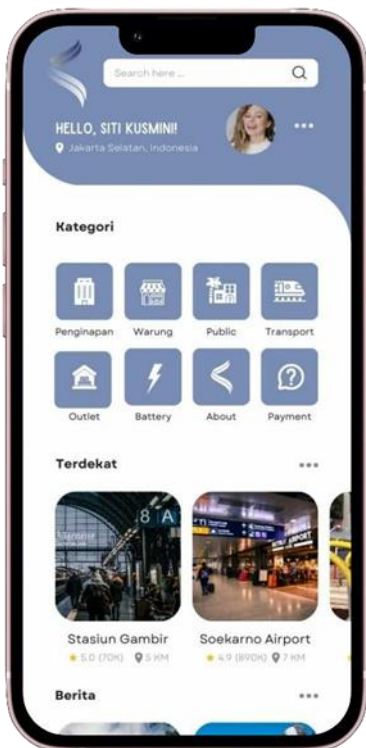 Search here ...
HELLO, SITI KUSMINI!
Jakarta Selatan, Indonesia
Kategori
Penginapan Warung Public Transport
Outlet Battery About Payment
Terdekat
8 A
Stasiun Gambir Soekarno Airport
5.0 (70K) 5 KM 4.9 (890K) 7 KM
Berita